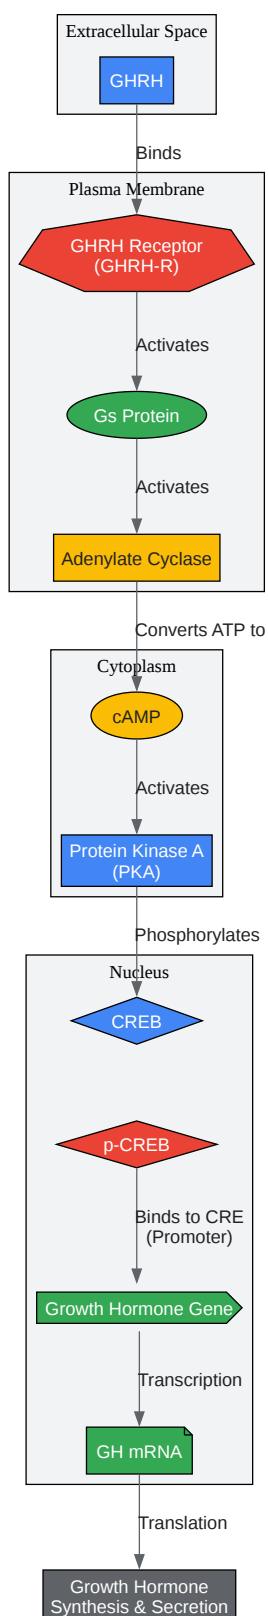 Extracellular Space
GHRH
Binds
Plasma Membrane
GHRH Receptor
(GHRH-R)
Activates
Gs Protein
Activates
Adenylate Cyclase
Converts ATP to
Cytoplasm
cAMP
Activates
Protein Kinase A
(PKA)
Phosphorylates
Nucleus
CREB
p-CREB
Binds to CRE
(Promoter)
Growth Hormone Gene
Transcription
GH mRNA
Translation
Growth Hormone
Synthesis & Secretion